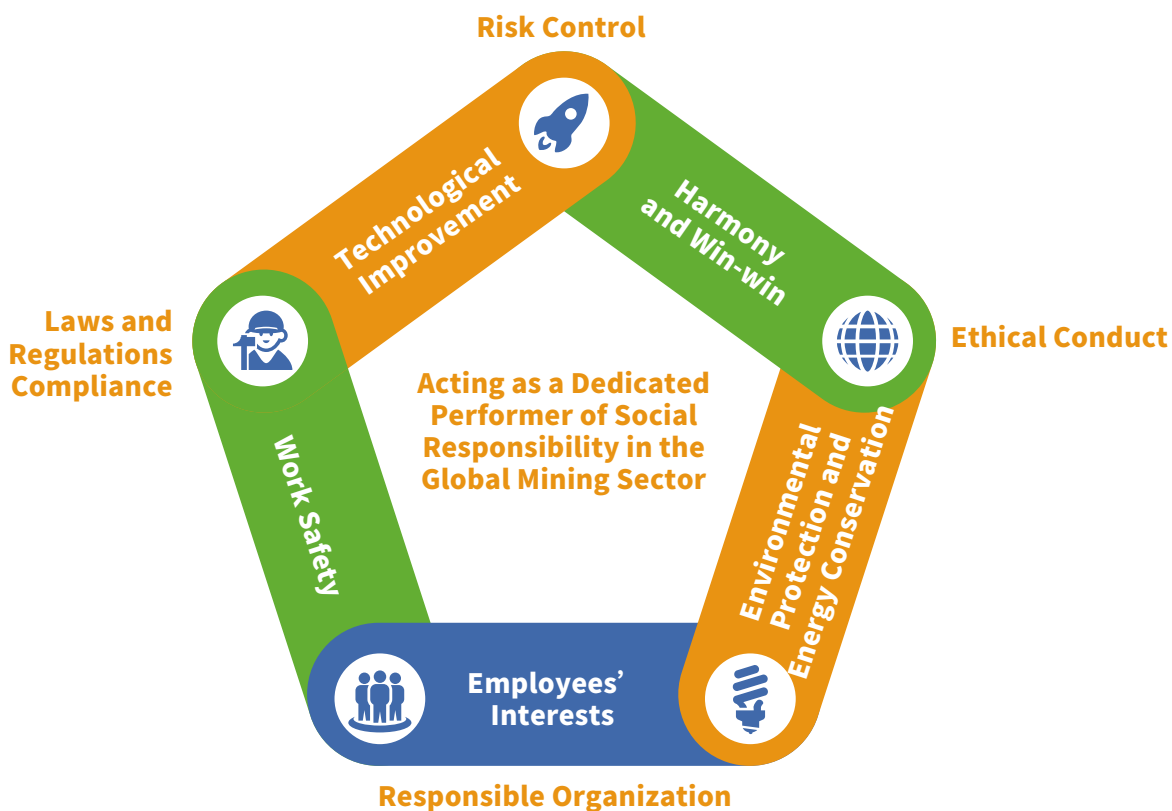 Risk Control
Technological
Improvement
Harmony
and Win-win
Laws and
Regulations
Compliance
Ethical Conduct
Acting as a Dedicated
Performer of Social
Responsibility in the
Global Mining Sector
Work Safety
Environmental
Protection and
Energy Conservation
Employees’
Interests
Responsible Organization